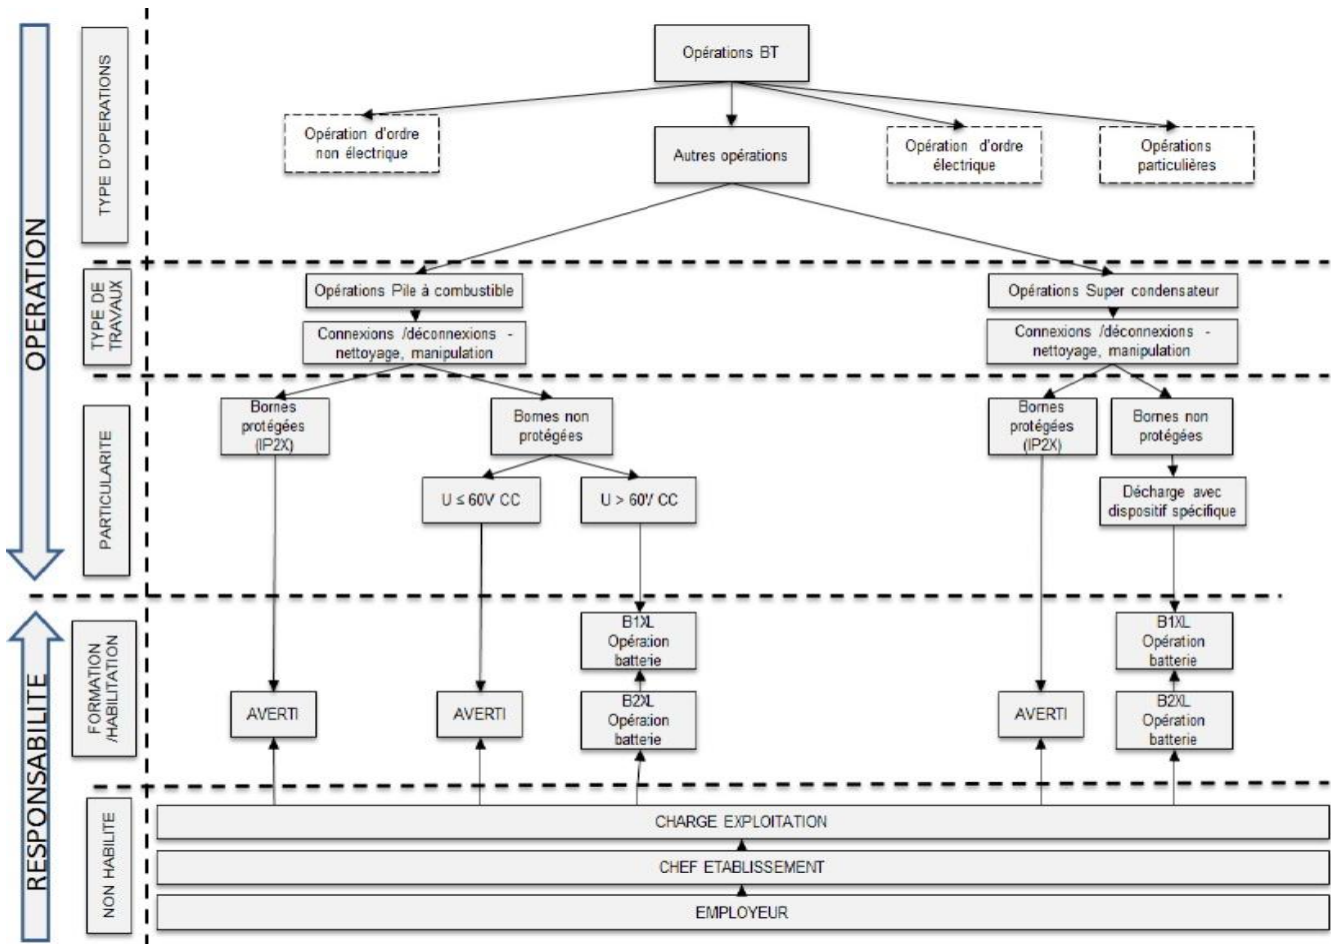 OPERATION
RESPONSABILITE
TYPE D'OPERATIONS
Opérations BT
Opération d'ordre
non électrique
Autres opérations
Opération d'ordre
électrique
Opérations
particulières
TYPE DE
TRAVAUX
Opérations Pile à combustible
Opérations Super condensateur
Connexions /déconnexions -
nettoyage, manipulation
Connexions /déconnexions -
nettoyage, manipulation
PARTICULARITE
Bornes
protégées
(IP2X)
Bornes non
protégées
Bornes
protégées
(IP2X)
Bornes non
protégées
U ≤ 60V CC
U > 60V CC
Décharge avec
dispositif spécifique
FORMATION
/HABILITATION
B1XL
Opération
batterie
B1XL
Opération
batterie
AVERTI
AVERTI
B2XL
Opération
batterie
AVERTI
B2XL
Opération
batterie
NON HABILITE
CHARGE EXPLOITATION
CHEF ETABLISSEMENT
EMPLOYEUR